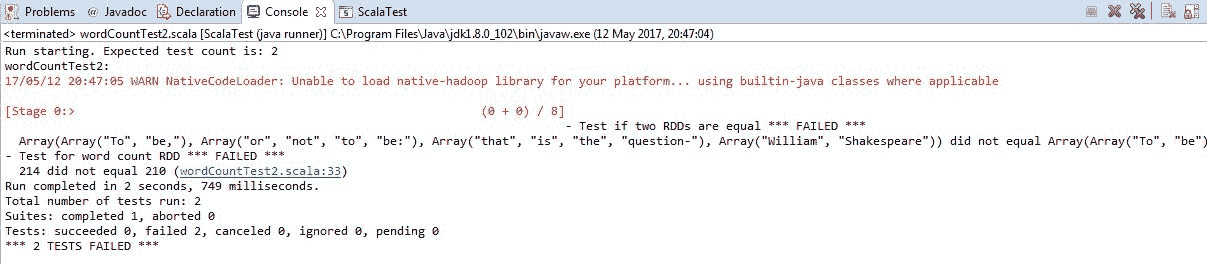 Problems @ Javadoc Declaration Console ScalaTest
<terminated> wordCountTest2.scala [ScalaTest (java runner)] C:\Program Files\Java\jdk1.8.0_102\bin\javaw.exe (12 May 2017, 20:47:04)
Run starting. Expected test count is: 2
wordCountTest2:
17/05/12 20:47:05 WARN NativeCodeLoader: Unable to load native-hadoop library for your platform... using builtin-java classes where applicable
[Stage 0:> (0 + 0) / 8]
- Test if two RDDs are equal *** FAILED ***
Array(Array("To", "be,"), Array("or", "not", "to", "be:"), Array("that", "is", "the", "question-"), Array("William", "Shakespeare")) did not equal Array(Array("To", "be")
- Test for word count RDD *** FAILED ***
214 did not equal 210 (wordCountTest2.scala:33)
Run completed in 2 seconds, 749 milliseconds.
Total number of tests run: 2
Suites: completed 1, aborted 0
Tests: succeeded 0, failed 2, canceled 0, ignored 0, pending 0
*** 2 TESTS FAILED ***